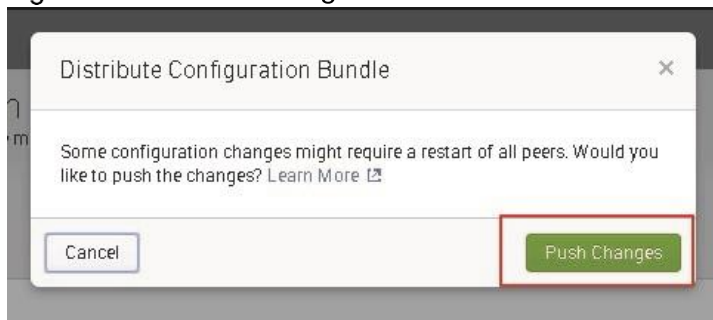 Distribute Configuration Bundle
Some configuration changes might require a restart of all peers. Would you
like to push the changes? Learn More
Cancel
Push Changes